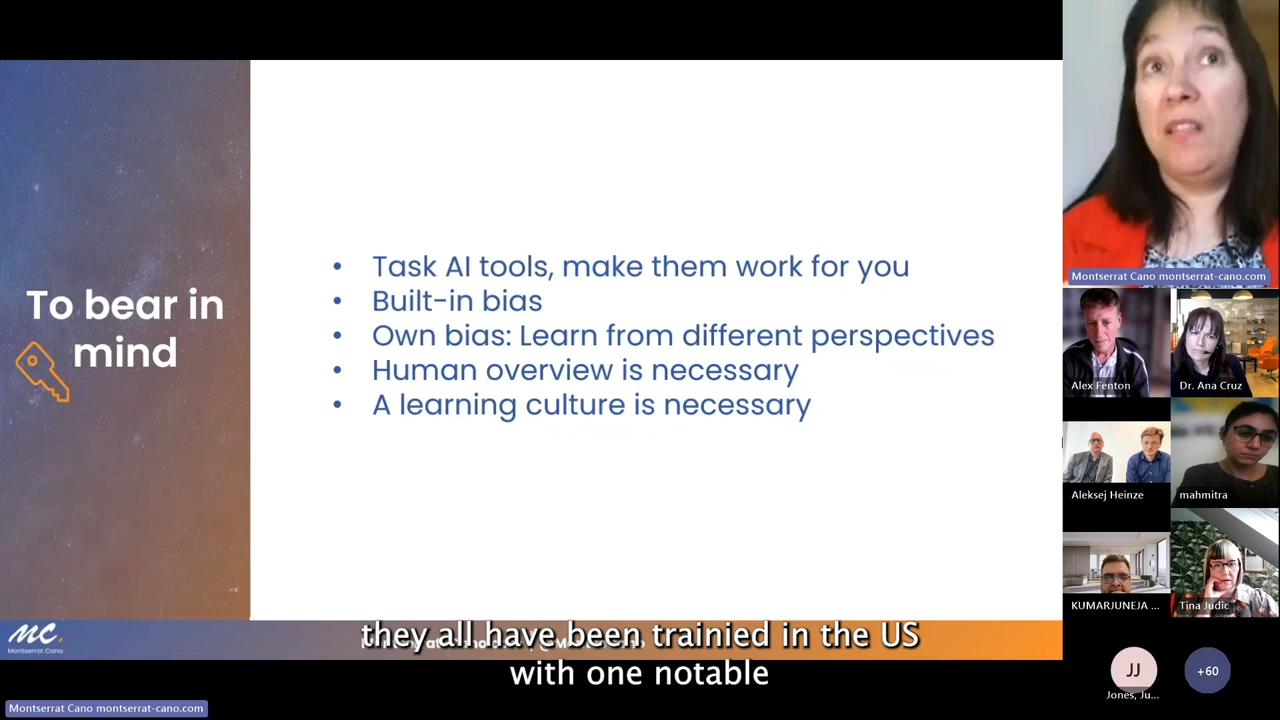 To bear in
mind
• Task AI tools, make them work for you
• Built-in bias
• Own bias: Learn from different perspectives
• Human overview is necessary
• A learning culture is necessary
MC.
Montserrat Cano
they all have been trainied in the US
with one notable
Montserrat Cano montserrat-cano.com
Montserrat Cano montserrat-cano.com
Alex Fenton
Dr. Ana Cruz
Aleksej Heinze
mahmitra
KUMARJUNEJA ...
Tina Judic
JJ
Jones, Ju...
+60